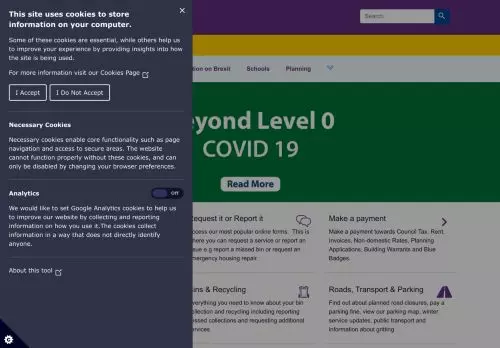 This site uses cookies to store
information on your computer.
Some of these cookies are essential, while others help us
to improve your experience by providing insights into how
the site is being used.
For more information visit our Cookies Page
I Accept
I Do Not Accept
Necessary Cookies
Necessary cookies enable core functionality such as page
navigation and access to secure areas. The website
cannot function properly without these cookies, and can
only be disabled by changing your browser preferences.
Analytics
Off
We would like to set Google Analytics cookies to help us
to improve our website by collecting and reporting
information on how you use it.The cookies collect
information in a way that does not directly identify
anyone.
About this tool
Search
on Brexit
Schools
Planning
eyond Level 0
COVID 19
Read More
Request it or Report it
ccess our most popular online forms. This is
here you can request a service or report an
sue e.g report a missed bin or request an
mergency housing repair.
Make a payment
Make a payment towards Council Tax, Rent,
Invoices, Non-domestic Rates, Planning
Applications, Building Warrants and Blue
Badges.
ins & Recycling
verything you need to know about your bin
ollection and recycling including reporting
issed collections and requesting additional
ervices.
Roads, Transport & Parking
Find out about planned road closures, pay a
parking fine, view our car parking map, winter
service updates, public transport and
information about gritting